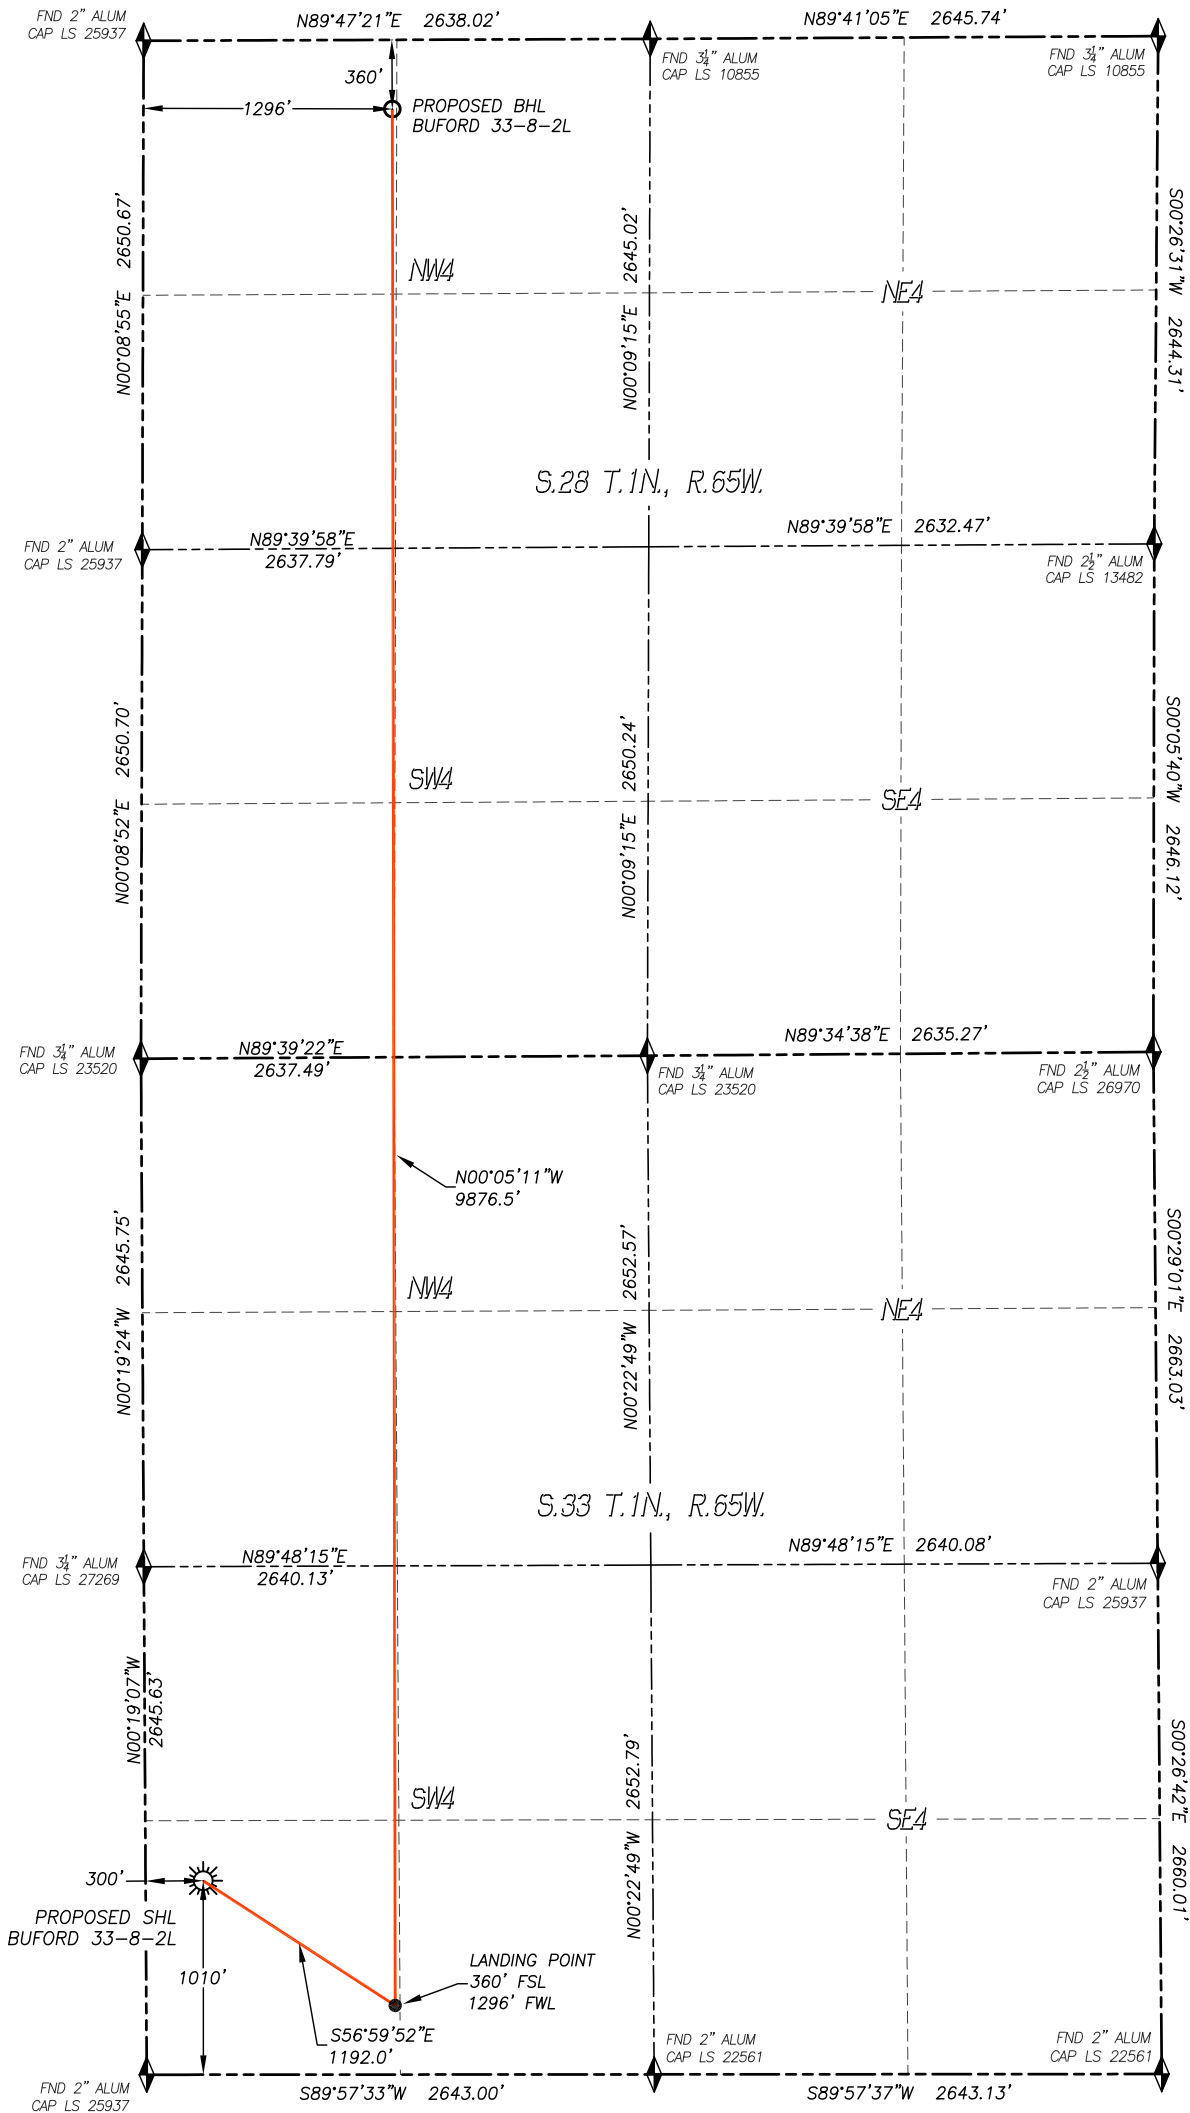 FND 2" ALUM
CAP LS 25937
N89°47'21"E 2638.02'
N89°41'05"E 2645.74'
FND 3¼" ALUM
CAP LS 10855
FND 3¼" ALUM
CAP LS 10855
360'
1296'
PROPOSED BHL
BUFORD 33-8-2L
N00°08'55"E 2650.67'
N00°09'15"E 2645.02'
S00°26'31"W 2644.31'
NW4
NE4
S.28 T.1N., R.65W.
FND 2" ALUM
CAP LS 25937
N89°39'58"E
2637.79'
N89°39'58"E 2632.47'
FND 2½" ALUM
CAP LS 13482
N00°08'52"E 2650.70'
N00°09'15"E 2650.24'
S00°05'40"W 2646.12'
SW4
SE4
FND 3¼" ALUM
CAP LS 23520
N89°39'22"E
2637.49'
N89°34'38"E 2635.27'
FND 3¼" ALUM
CAP LS 23520
FND 2½" ALUM
CAP LS 26970
N00°05'11"W
9876.5'
N00°19'24"W 2645.75'
N00°22'49"W 2652.57'
S00°29'01"E 2663.03'
NW4
NE4
S.33 T.1N., R.65W.
FND 3¼" ALUM
CAP LS 27269
N89°48'15"E
2640.13'
N89°48'15"E 2640.08'
FND 2" ALUM
CAP LS 25937
N00°19'07"W
2645.63'
N00°22'49"W 2652.79'
S00°26'42"E 2660.01'
SW4
SE4
300'
PROPOSED SHL
BUFORD 33-8-2L
1010'
LANDING POINT
360' FSL
1296' FWL
S56°59'52"E
1192.0'
FND 2" ALUM
CAP LS 22561
FND 2" ALUM
CAP LS 22561
FND 2" ALUM
CAP LS 25937
S89°57'33"W 2643.00'
S89°57'37"W 2643.13'